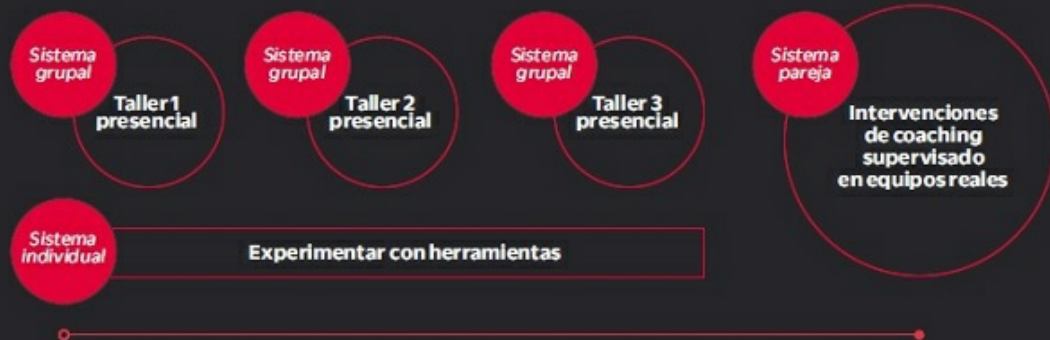 Sistema
grupal
Taller 1
presencial
Sistema
grupal
Taller 2
presencial
Sistema
grupal
Taller 3
presencial
Sistema
pareja
Intervenciones
de coaching
supervisado
en equipos reales
Sistema
individual
Experimentar con herramientas